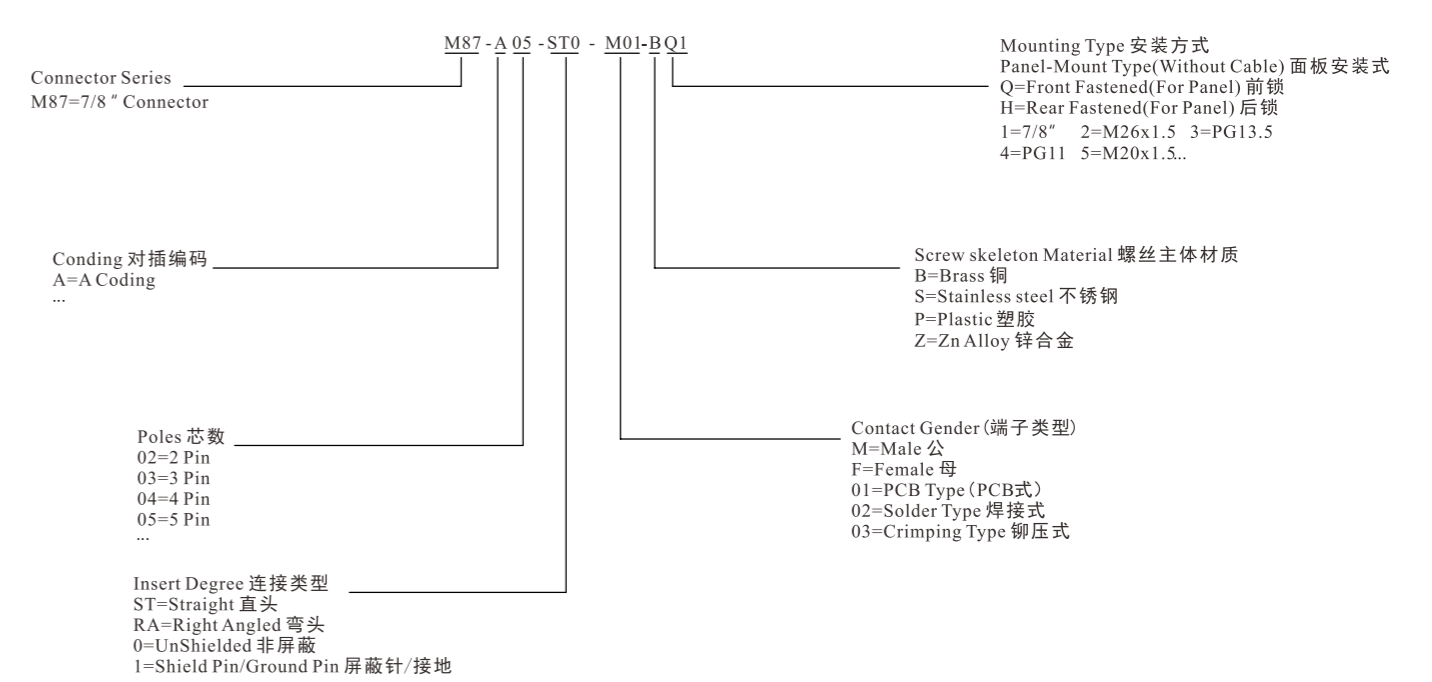 M87-A05-ST0 - M01-BQ1
Connector Series
M87=7/8 " Connector
Mounting Type 安装方式
Panel-Mount Type(Without Cable) 面板安装式
Q=Front Fastened(For Panel) 前锁
H=Rear Fastened(For Panel) 后锁
1=7/8" 2=M26x1.5 3=PG13.5
4=PG11 5=M20x1.5...
Conding 对插编码
A=A Coding
...
Screw skeleton Material 螺丝主体材质
B=Brass 铜
S=Stainless steel 不锈钢
P=Plastic 塑胶
Z=Zn Alloy 锌合金
Poles 芯数
02=2 Pin
03=3 Pin
04=4 Pin
05=5 Pin
...
Contact Gender (端子类型)
M=Male 公
F=Female 母
01=PCB Type (PCB式)
02=Solder Type 焊接式
03=Crimping Type 铆压式
Insert Degree 连接类型
ST=Straight 直头
RA=Right Angled 弯头
0=UnShielded 非屏蔽
1=Shield Pin/Ground Pin 屏蔽针/接地